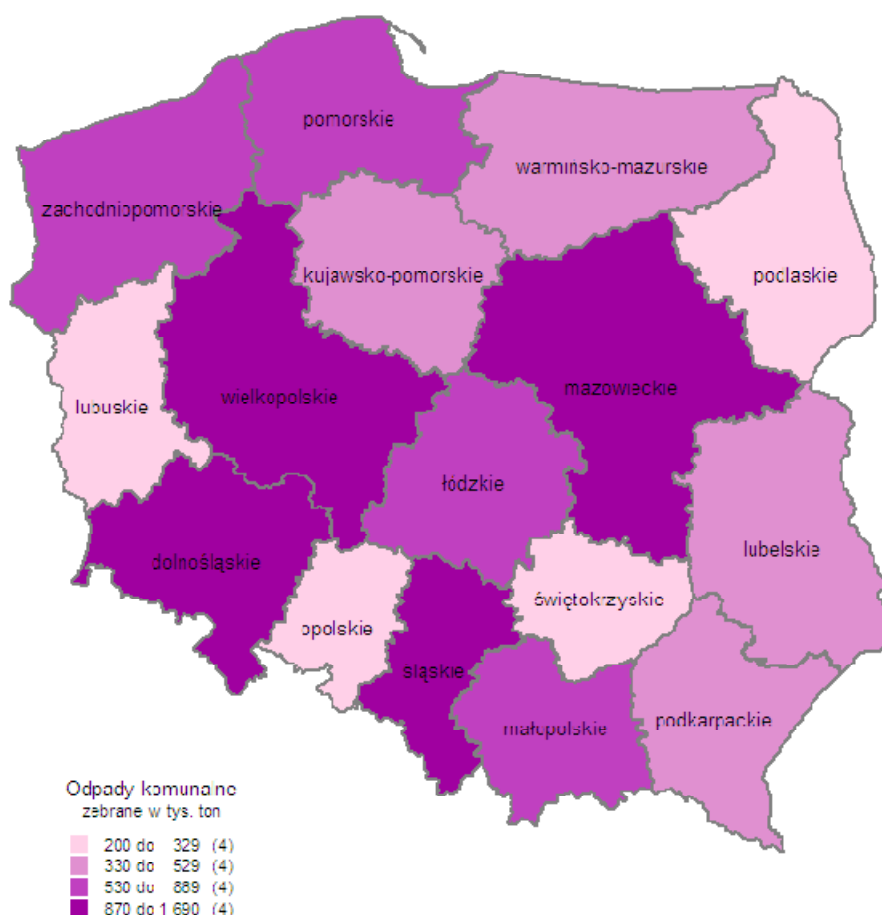 pomorskie
warmińsko-mazurskie
zachodniopomorskie
kujawsko-pomorskie
podlaskie
mazowieckie
wielkopolskie
lubuskie
łódzkie
lubelskie
dolnośląskie
świętokrzyskie
opolskie
śląskie
podkarpackie
małopolskie
Odpady komunalne
zebrane w tys. ton
200 do 329 (4)
330 do 529 (4)
530 do 869 (4)
870 do 1 690 (4)